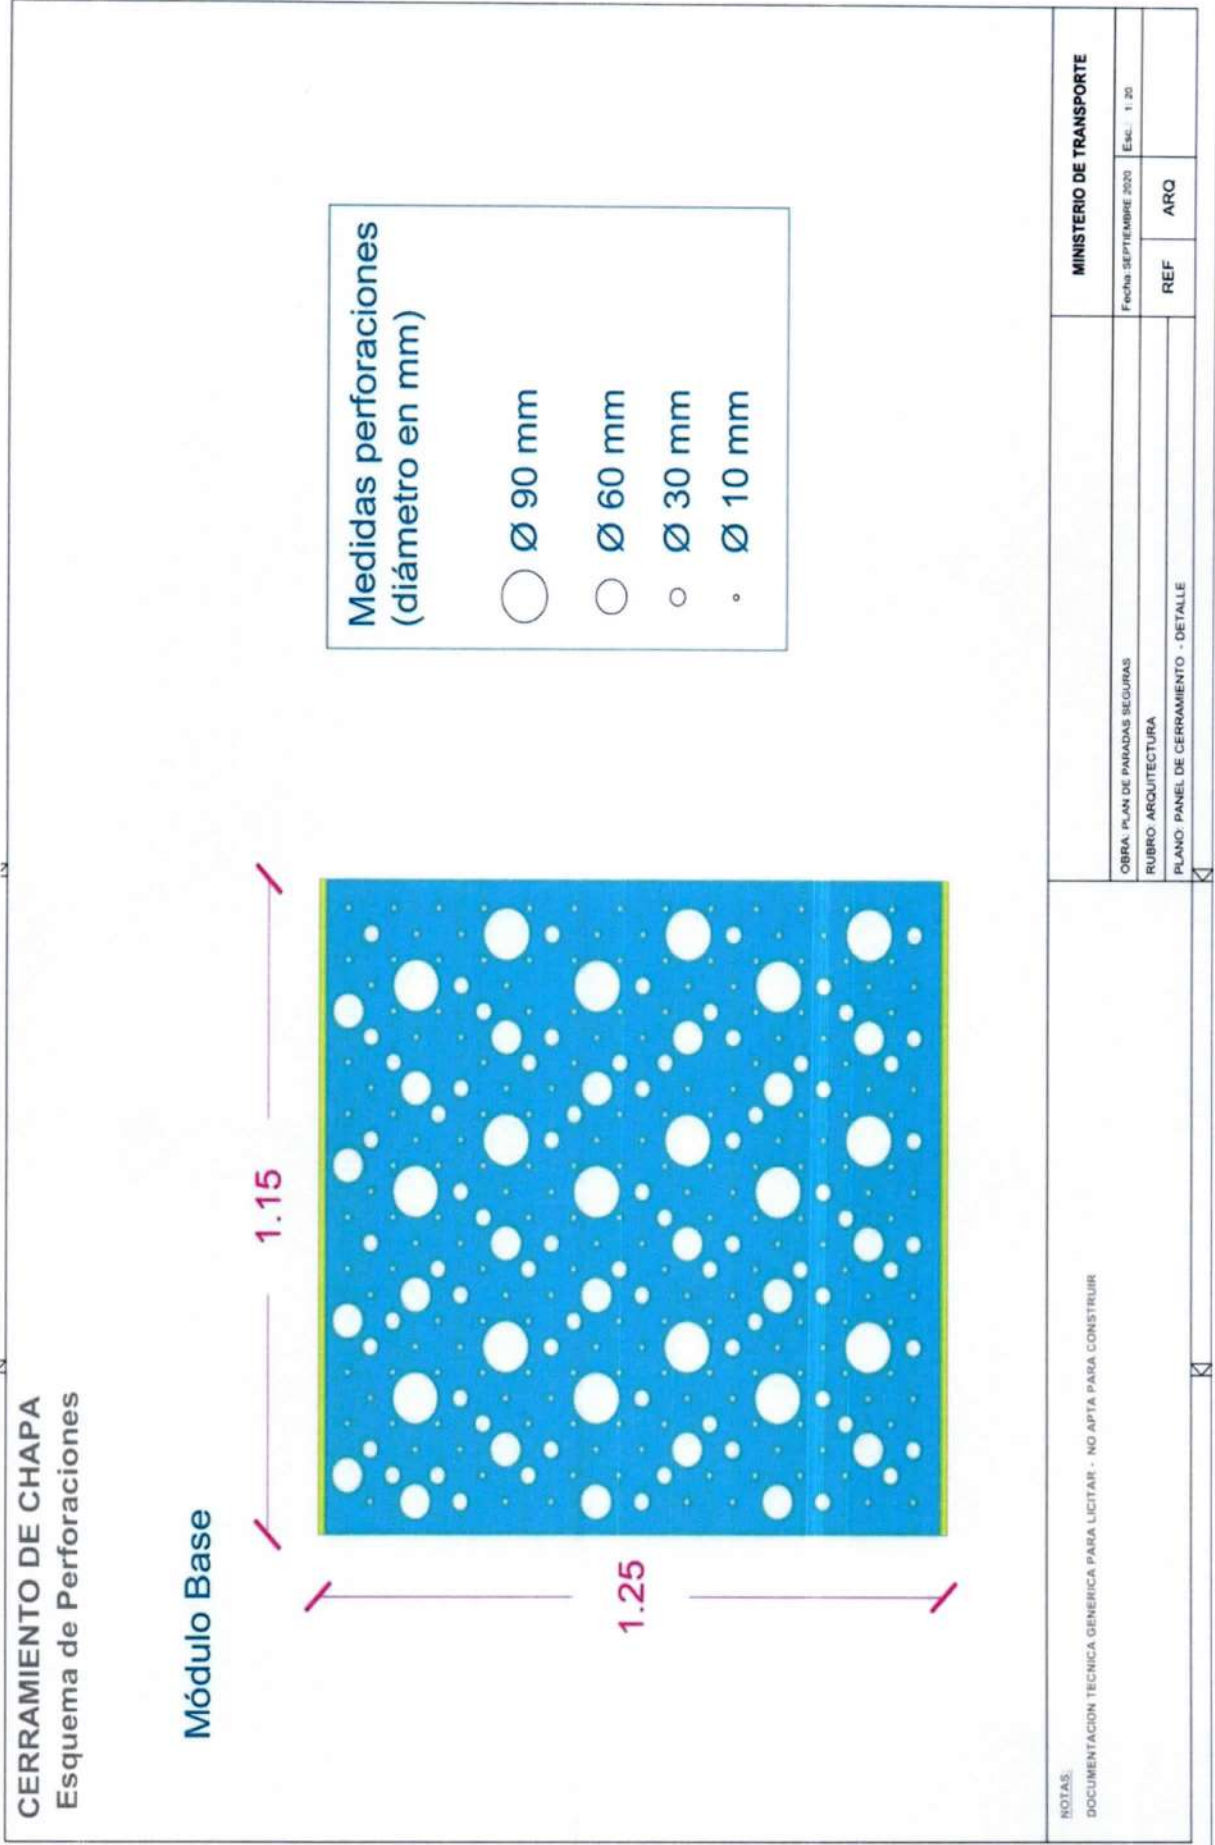 CERRAMIENTO DE CHAPA
Esquema de Perforaciones
Módulo Base
1.15
1.25
Medidas perforaciones
(diámetro en mm)
Ø 90 mm
Ø 60 mm
Ø 30 mm
Ø 10 mm
NOTAS:
DOCUMENTACION TECNICA GENERICA PARA LICITAR - NO APTA PARA CONSTRUIR
MINISTERIO DE TRANSPORTE
OBRA: PLAN DE PARADAS SEGURAS
Fecha: SEPTIEMBRE 2020
Esc.: 1: 20
RUBRO: ARQUITECTURA
REF
ARQ
PLANO: PANEL DE CERRAMIENTO - DETALLE